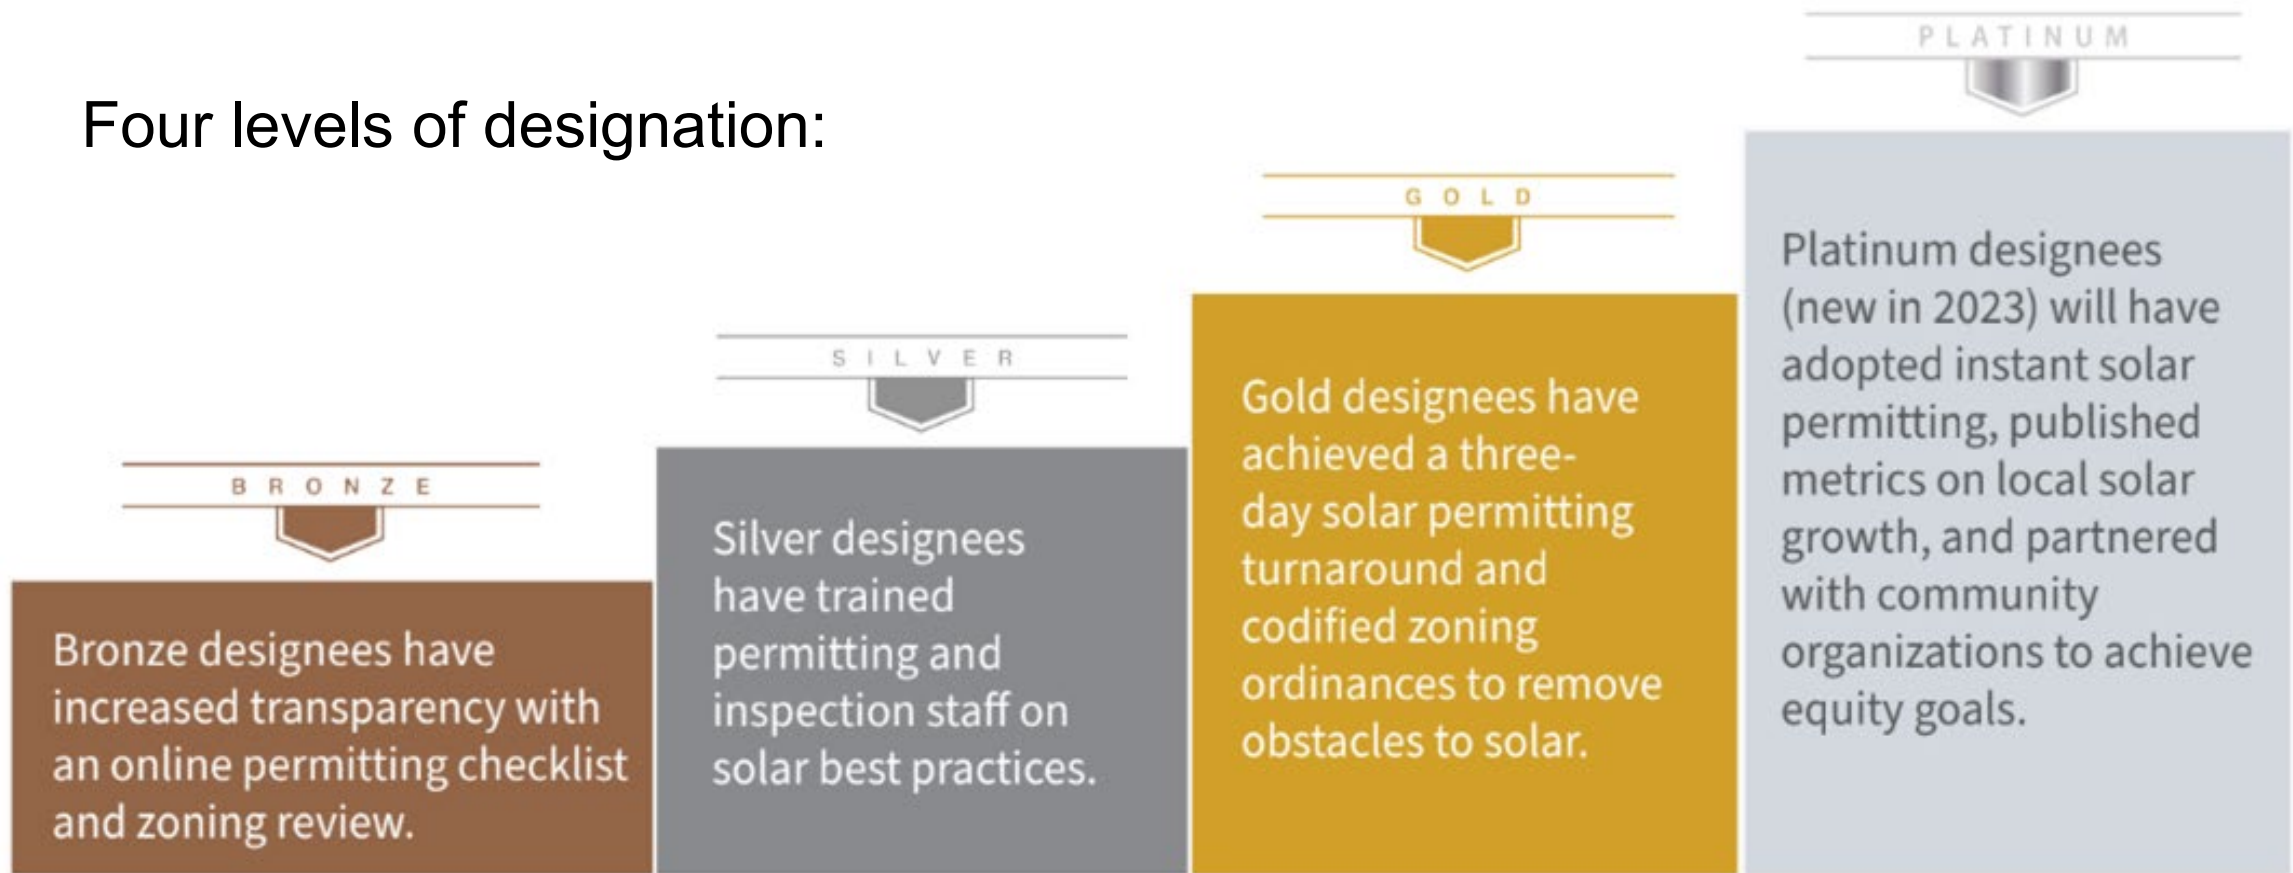 Four levels of designation:
BRONZE
Bronze designees have
increased transparency with
an online permitting checklist
and zoning review.
SILVER
Silver designees
have trained
permitting and
inspection staff on
solar best practices.
GOLD
Gold designees have
achieved a three-
day solar permitting
turnaround and
codified zoning
ordinances to remove
obstacles to solar.
PLATINUM
Platinum designees
(new in 2023) will have
adopted instant solar
permitting, published
metrics on local solar
growth, and partnered
with community
organizations to achieve
equity goals.